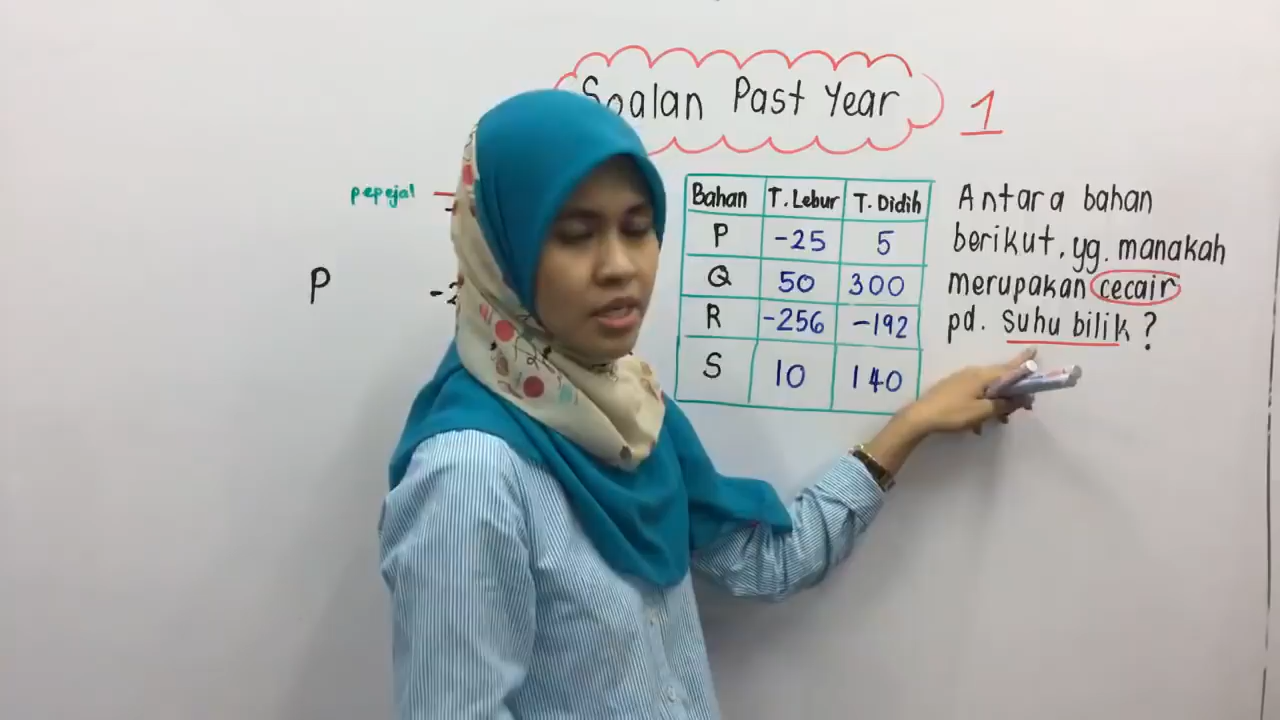 Soalan Past Year
1
pepejal
P
Bahan T. Lebur T. Didih
P -25 5
Q 50 300
R -256 -192
S 10 140
Antara bahan
berikut, yg. manakah
merupakan cecair
pd. suhu bilik?